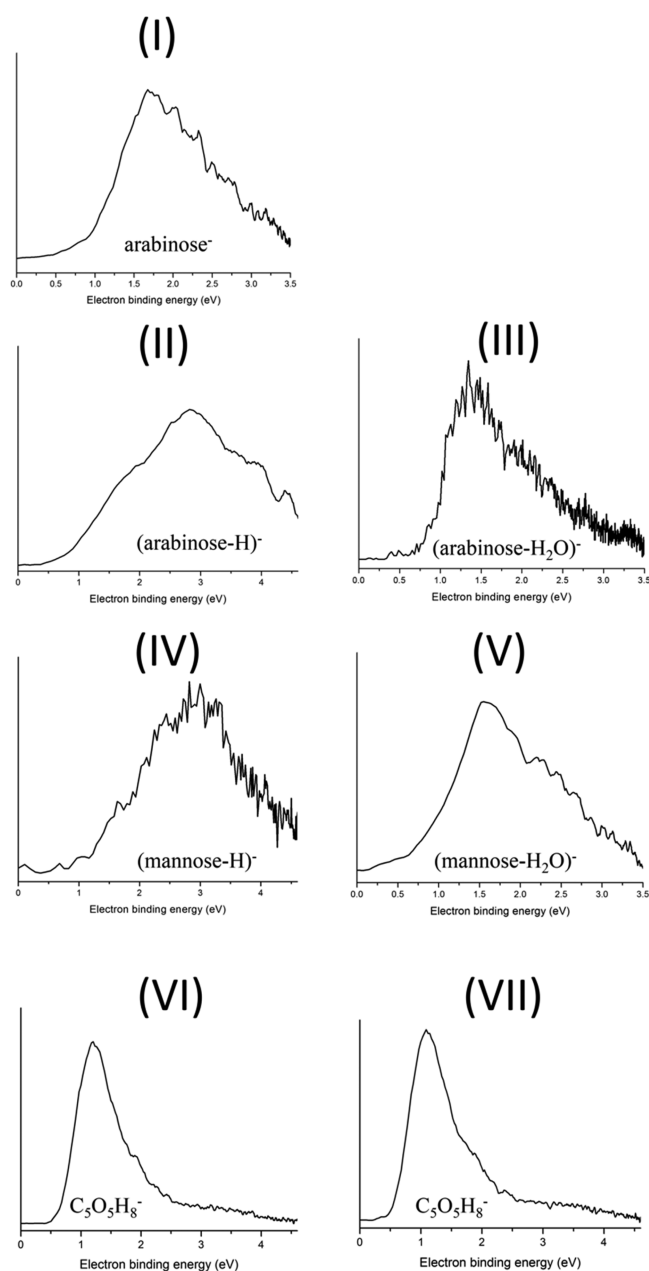 (I)
arabinose⁻
0.0 0.5 1.0 1.5 2.0 2.5 3.0 3.5
Electron binding energy (eV)
(II)
(arabinose-H)⁻
0 1 2 3 4
Electron binding energy (eV)
(III)
(arabinose-H₂O)⁻
0.0 0.5 1.0 1.5 2.0 2.5 3.0 3.5
Electron binding energy (eV)
(IV)
(mannose-H)⁻
0 1 2 3 4
Electron binding energy (eV)
(V)
(mannose-H₂O)⁻
0.0 0.5 1.0 1.5 2.0 2.5 3.0 3.5
Electron binding energy (eV)
(VI)
C₅O₅H₈⁻
0 1 2 3 4
Electron binding energy (eV)
(VII)
C₅O₅H₈⁻
0 1 2 3 4
Electron binding energy (eV)